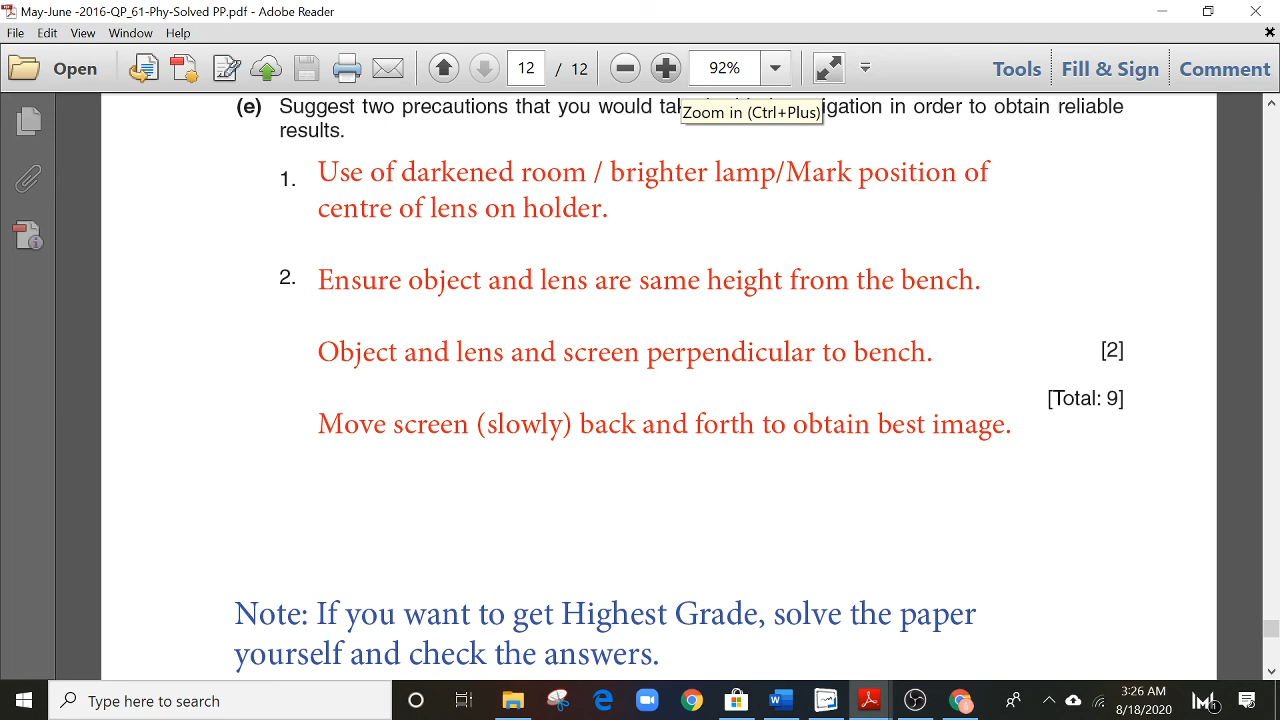 May-June -2016-QP_61-Phy-Solved PP.pdf - Adobe Reader
File Edit View Window Help
Open 12 / 12 92% Tools Fill & Sign Comment
(e) Suggest two precautions that you would igation in order to obtain reliable
Zoom in (Ctrl+Plus)
results.
1. Use of darkened room / brighter lamp/Mark position of
centre of lens on holder.
2. Ensure object and lens are same height from the bench.
Object and lens and screen perpendicular to bench. [2]
[Total: 9]
Move screen (slowly) back and forth to obtain best image.
Note: If you want to get Highest Grade, solve the paper
yourself and check the answers.
Type here to search
3:26 AM
8/18/2020